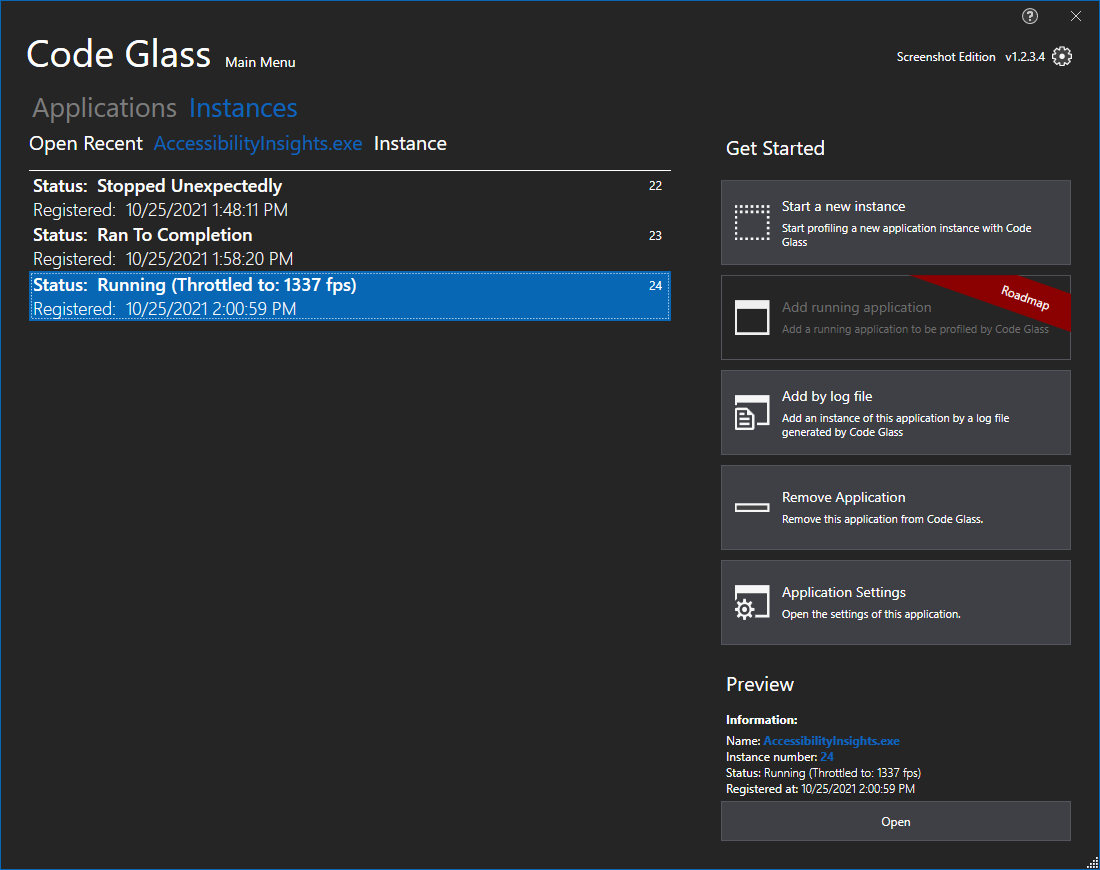 Code Glass Main Menu
Screenshot Edition v1.2.3.4
Applications Instances
Open Recent AccessibilityInsights.exe Instance
Status: Stopped Unexpectedly 22
Registered: 10/25/2021 1:48:11 PM
Status: Ran To Completion 23
Registered: 10/25/2021 1:58:20 PM
Status: Running (Throttled to: 1337 fps) 24
Registered: 10/25/2021 2:00:59 PM
Get Started
Start a new instance
Start profiling a new application instance with Code
Glass
Roadmap
Add running application
Add a running application to be profiled by Code Glass
Add by log file
Add an instance of this application by a log file
generated by Code Glass
Remove Application
Remove this application from Code Glass.
Application Settings
Open the settings of this application.
Preview
Information:
Name: AccessibilityInsights.exe
Instance number: 24
Status: Running (Throttled to: 1337 fps)
Registered at: 10/25/2021 2:00:59 PM
Open